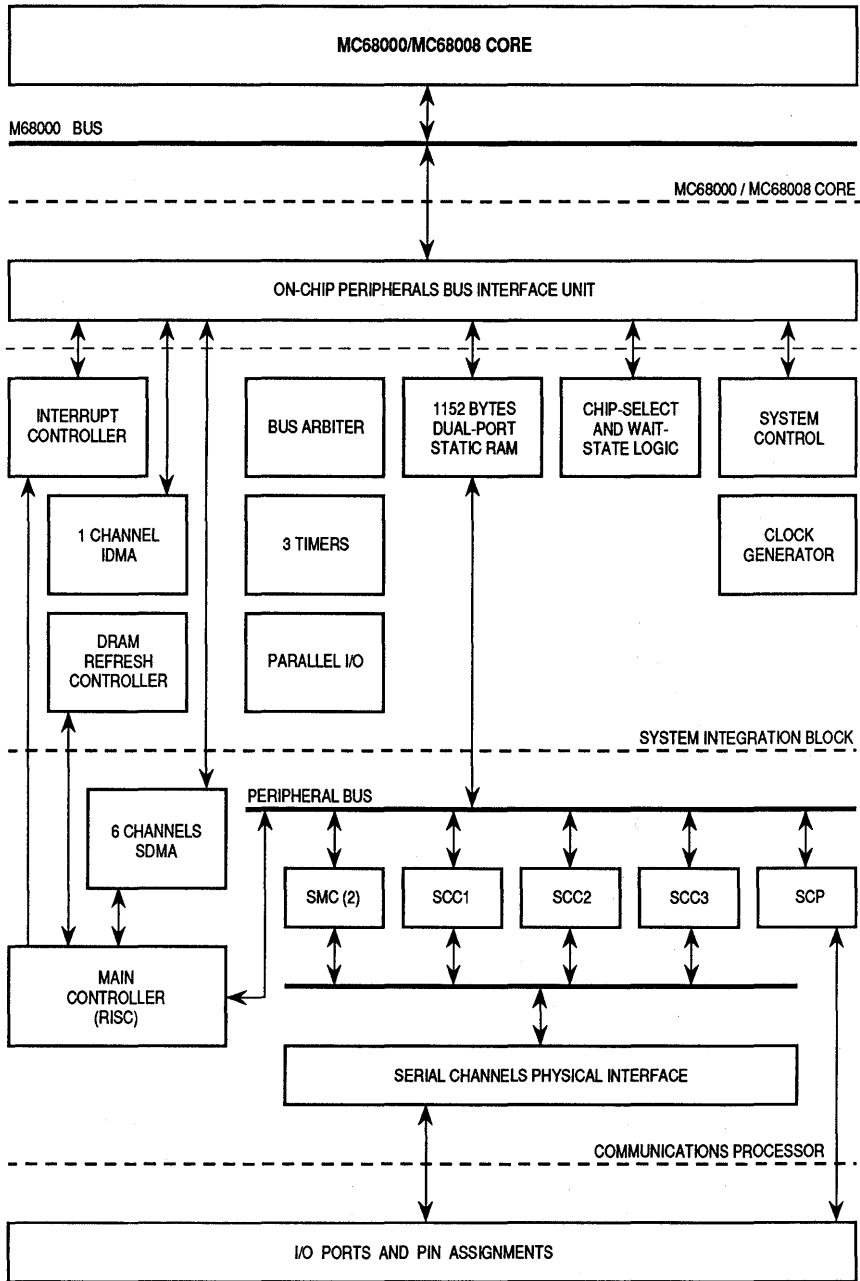 MC68000/MC68008 CORE
M68000 BUS
MC68000 / MC68008 CORE
ON-CHIP PERIPHERALS BUS INTERFACE UNIT
INTERRUPT
CONTROLLER
BUS ARBITER
1152 BYTES
DUAL-PORT
STATIC RAM
CHIP-SELECT
AND WAIT-
STATE LOGIC
SYSTEM
CONTROL
1 CHANNEL
IDMA
3 TIMERS
CLOCK
GENERATOR
DRAM
REFRESH
CONTROLLER
PARALLEL I/O
SYSTEM INTEGRATION BLOCK
PERIPHERAL BUS
6 CHANNELS
SDMA
SMC (2)
SCC1
SCC2
SCC3
SCP
MAIN
CONTROLLER
(RISC)
SERIAL CHANNELS PHYSICAL INTERFACE
COMMUNICATIONS PROCESSOR
I/O PORTS AND PIN ASSIGNMENTS